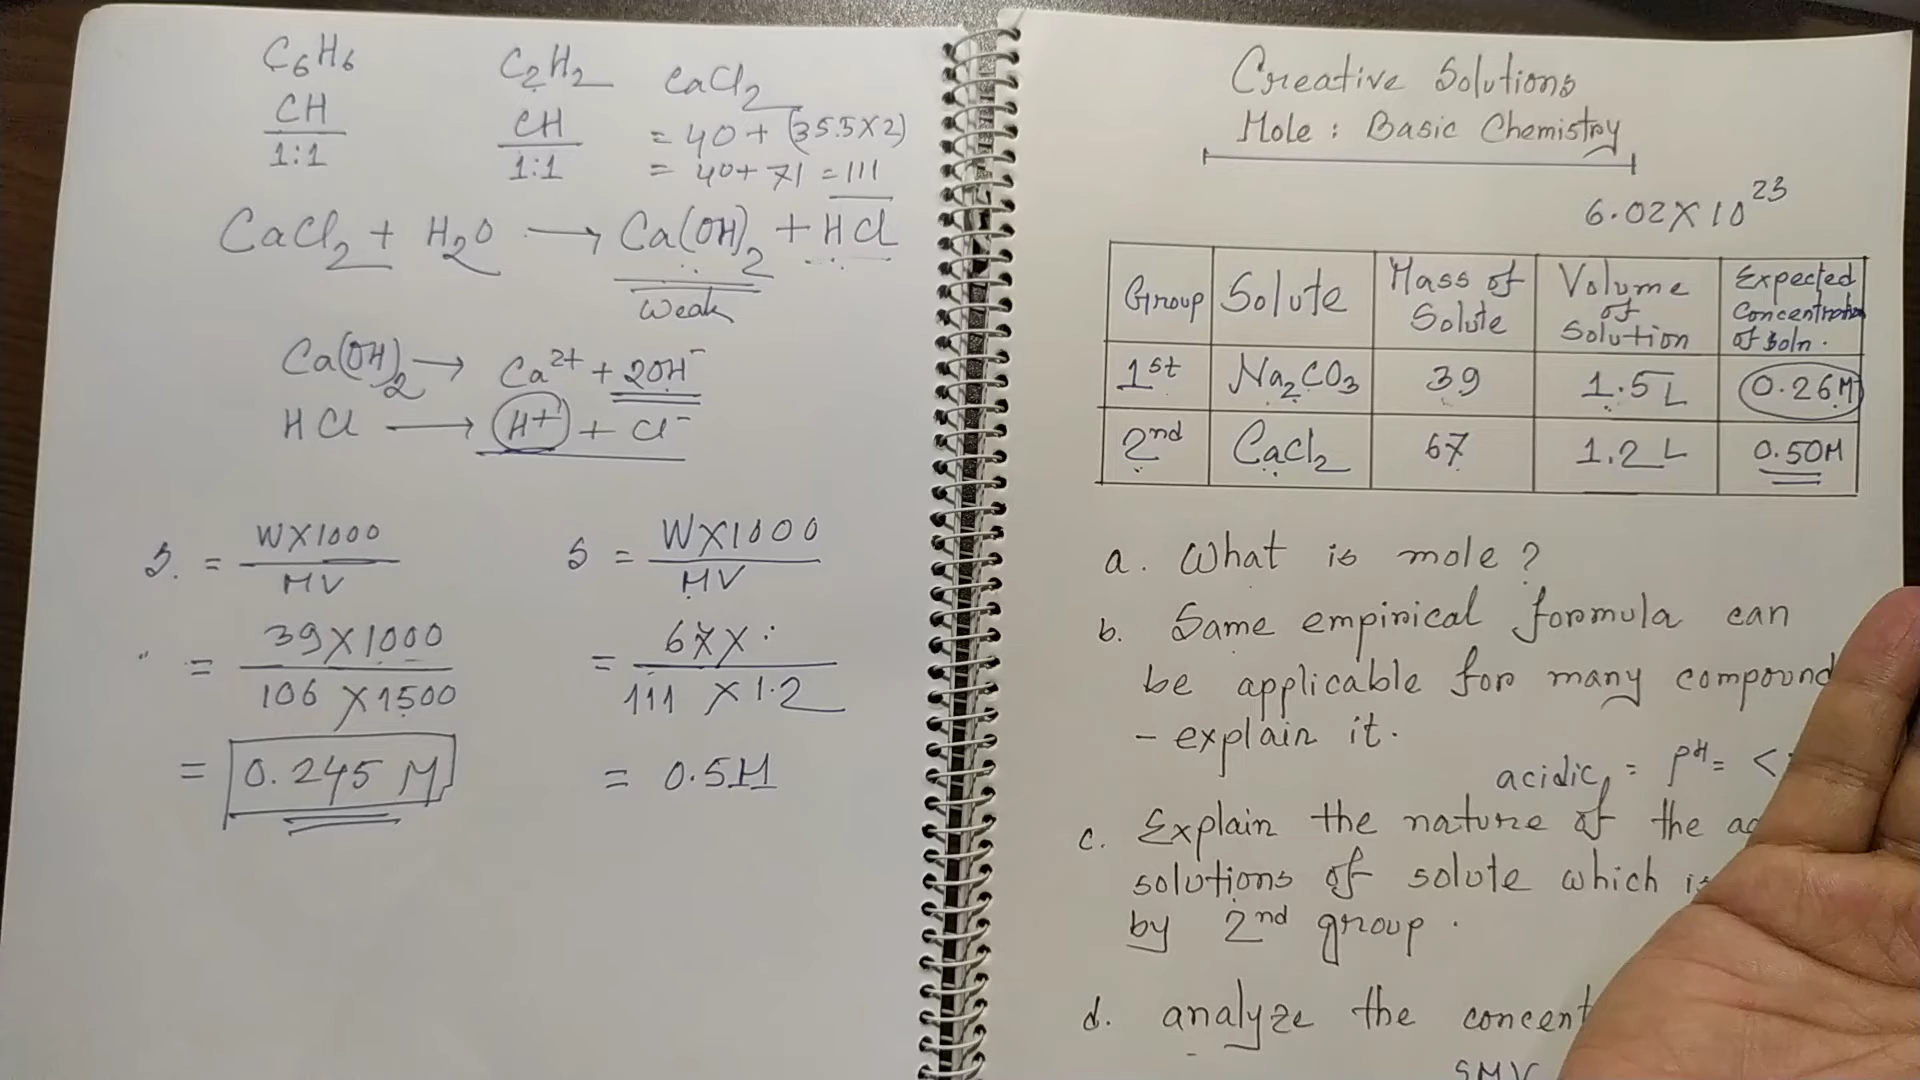 C₆H₆ C₂H₂ CaCl₂
CH CH = 40 + (35.5X2)
1:1 1:1 = 40+ 71 = 111
CaCl₂ + H₂O → Ca(OH)₂ + HCl
Weak
Ca(OH)₂ → Ca²⁺ + 2OH⁻
HCl → H⁺ + Cl⁻
S. = WX1000 / MV
= 39X1000 / 106 X1500
= 0.245 M
S = WX1000 / MV
= 67X / 111 X 1.2
= 0.5M
Creative Solutions
Mole : Basic Chemistry
6.02X10²³
Group Solute Mass of Solute Volume of Solution Expected Concentration of Soln.
1st Na₂CO₃ 39 1.5 L 0.26M
2nd CaCl₂ 67 1.2 L 0.50M
a. What is mole ?
b. Same empirical formula can
be applicable for many compound
- explain it.
acidic = pH = <
c. Explain the nature of the
solutions of solute which
by 2nd group.
d. analyze the